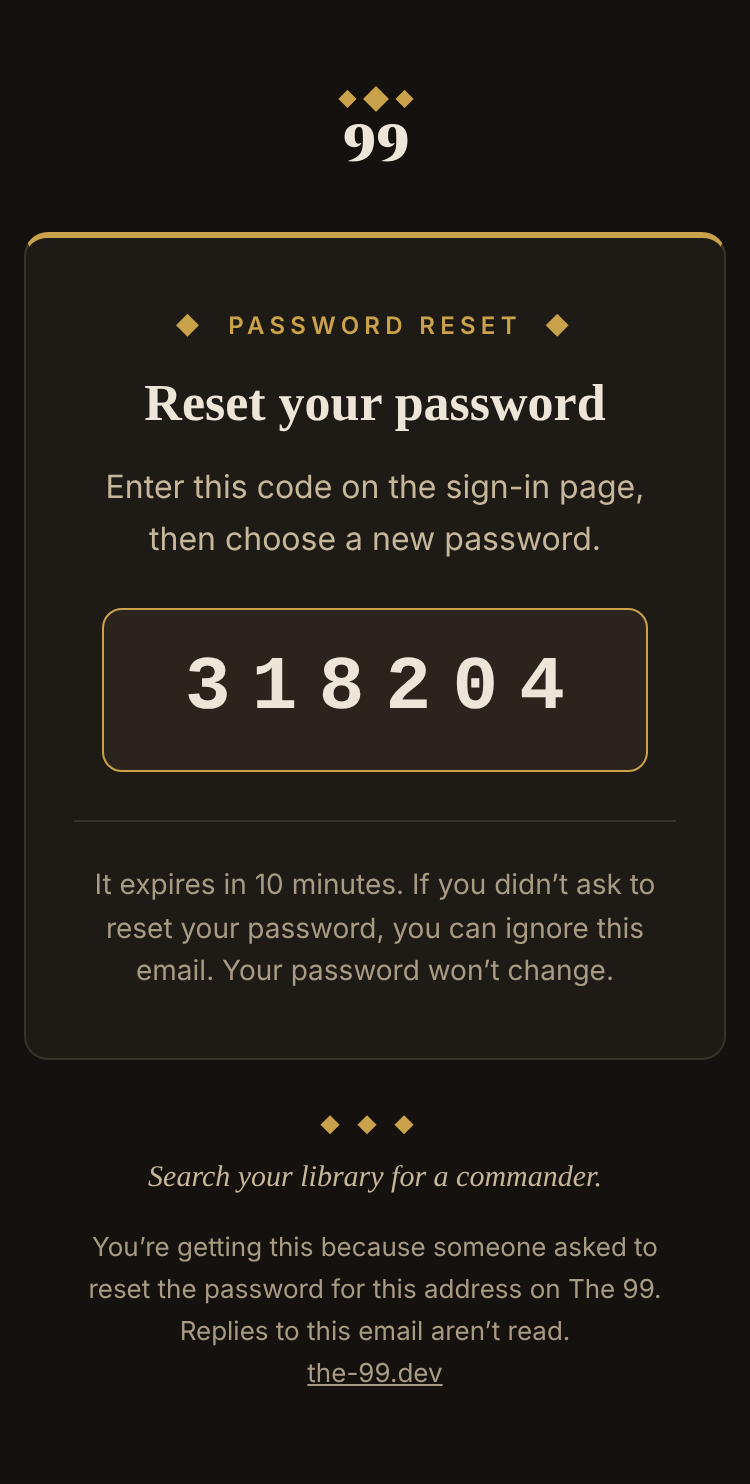 99
PASSWORD RESET
Reset your password
Enter this code on the sign-in page,
then choose a new password.
318204
It expires in 10 minutes. If you didn’t ask to
reset your password, you can ignore this
email. Your password won’t change.
Search your library for a commander.
You’re getting this because someone asked to
reset the password for this address on The 99.
Replies to this email aren’t read.
the-99.dev